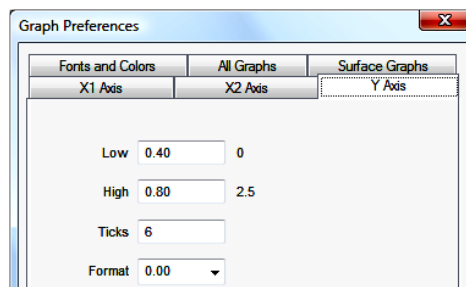 Graph Preferences
Fonts and Colors All Graphs Surface Graphs
X1 Axis X2 Axis Y Axis
Low 0.40 0
High 0.80 2.5
Ticks 6
Format 0.00